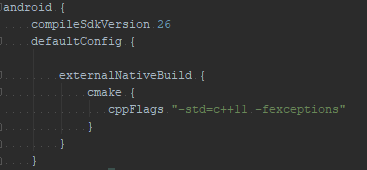 android {
    compileSdkVersion 26
    defaultConfig {
        externalNativeBuild {
            cmake {
                cppFlags "-std=c++11 -fexceptions"
            }
        }
    }